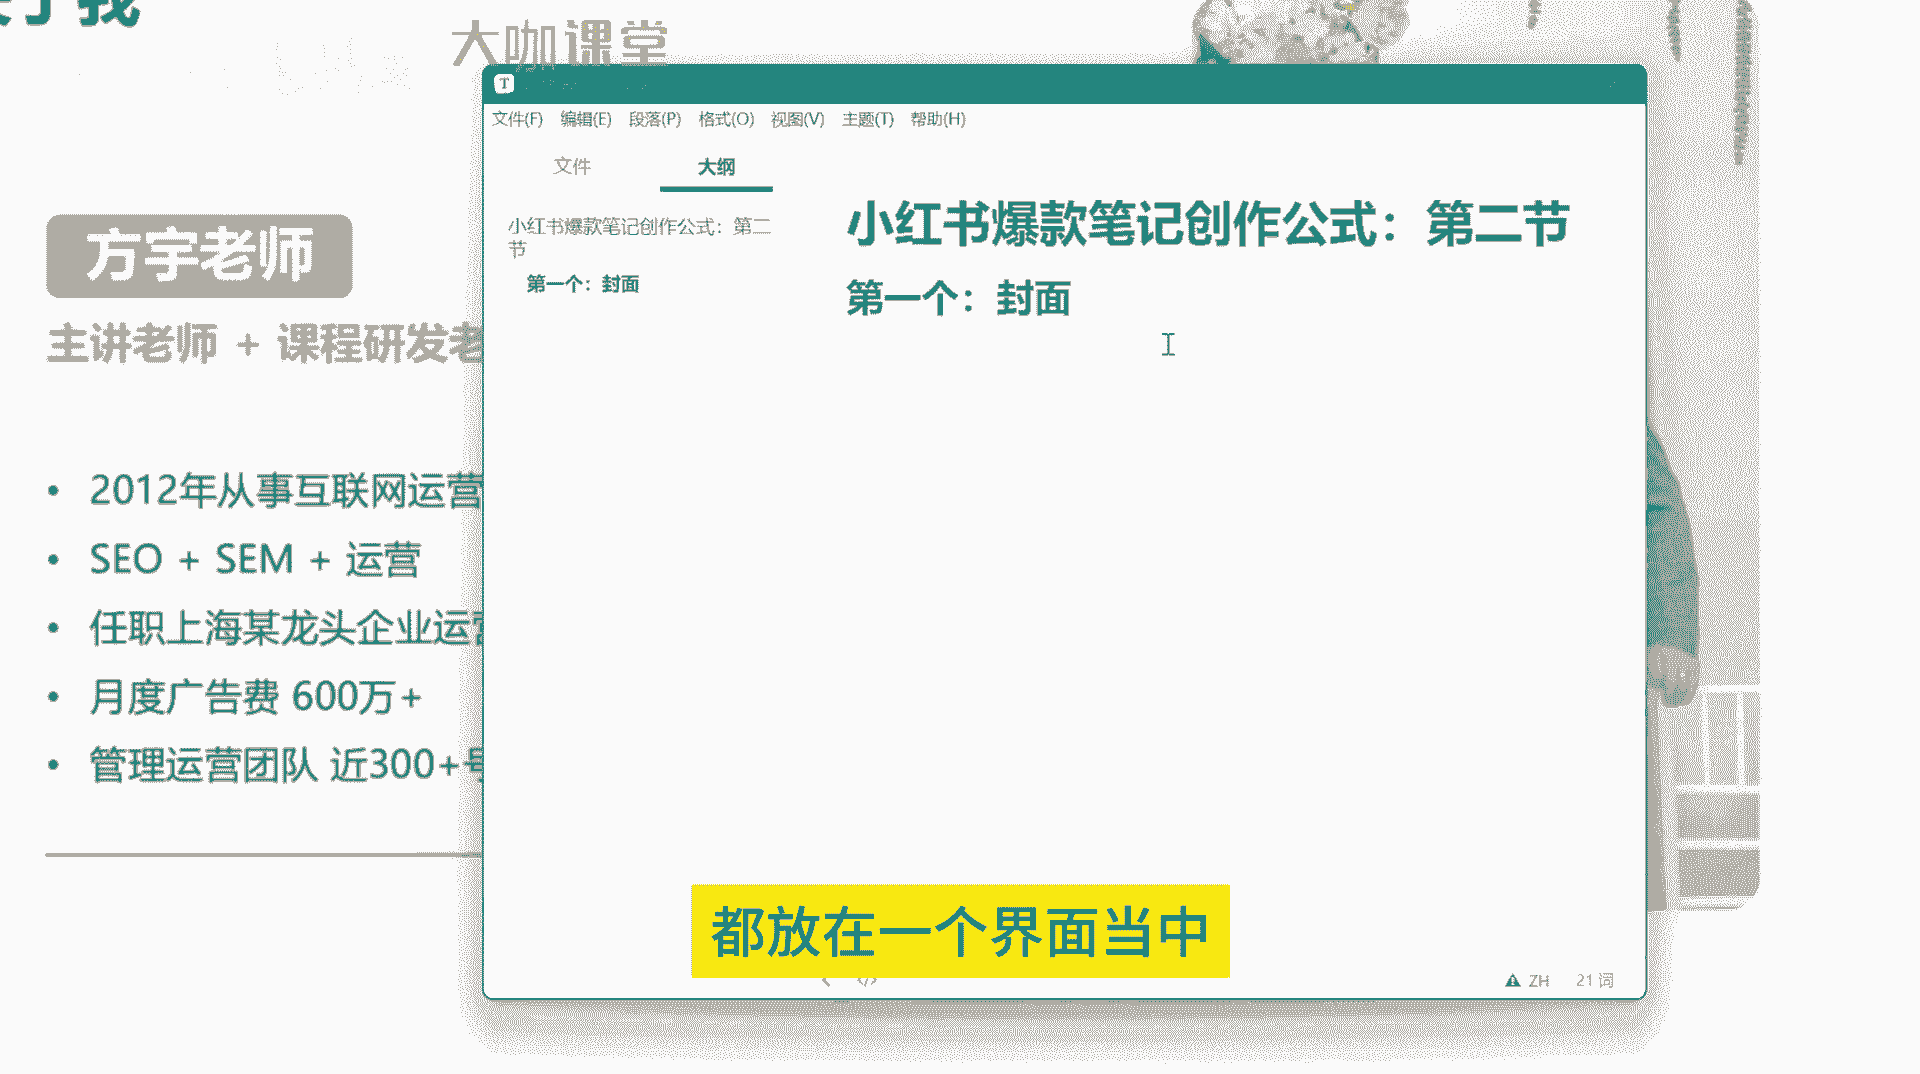 了我
大咖课堂
T
文件(F) 编辑(E) 段落(P) 格式(O) 视图(V) 主题(T) 帮助(H)
文件 大纲
小红书爆款笔记创作公式：第二
节
第一个：封面
小红书爆款笔记创作公式：第二节
第一个：封面
方宇老师
主讲老师 + 课程研发老
• 2012年从事互联网运营
• SEO + SEM + 运营
• 任职上海某龙头企业运营
• 月度广告费 600万+
• 管理运营团队 近300+号
都放在一个界面当中
ZH 21 词